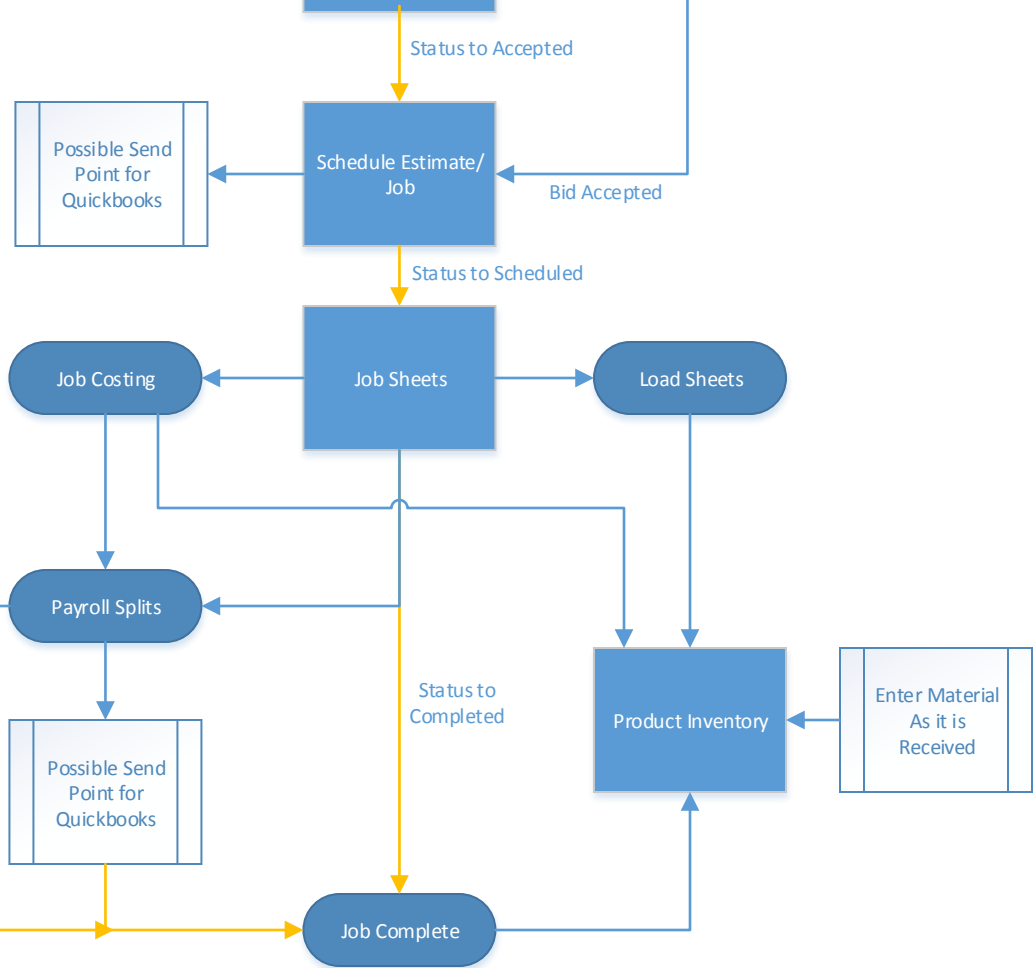 Status to Accepted
Possible Send
Point for
Quickbooks
Schedule Estimate/
Job
Bid Accepted
Status to Scheduled
Job Costing
Job Sheets
Load Sheets
Payroll Splits
Status to
Completed
Product Inventory
Enter Material
As it is
Received
Possible Send
Point for
Quickbooks
Job Complete